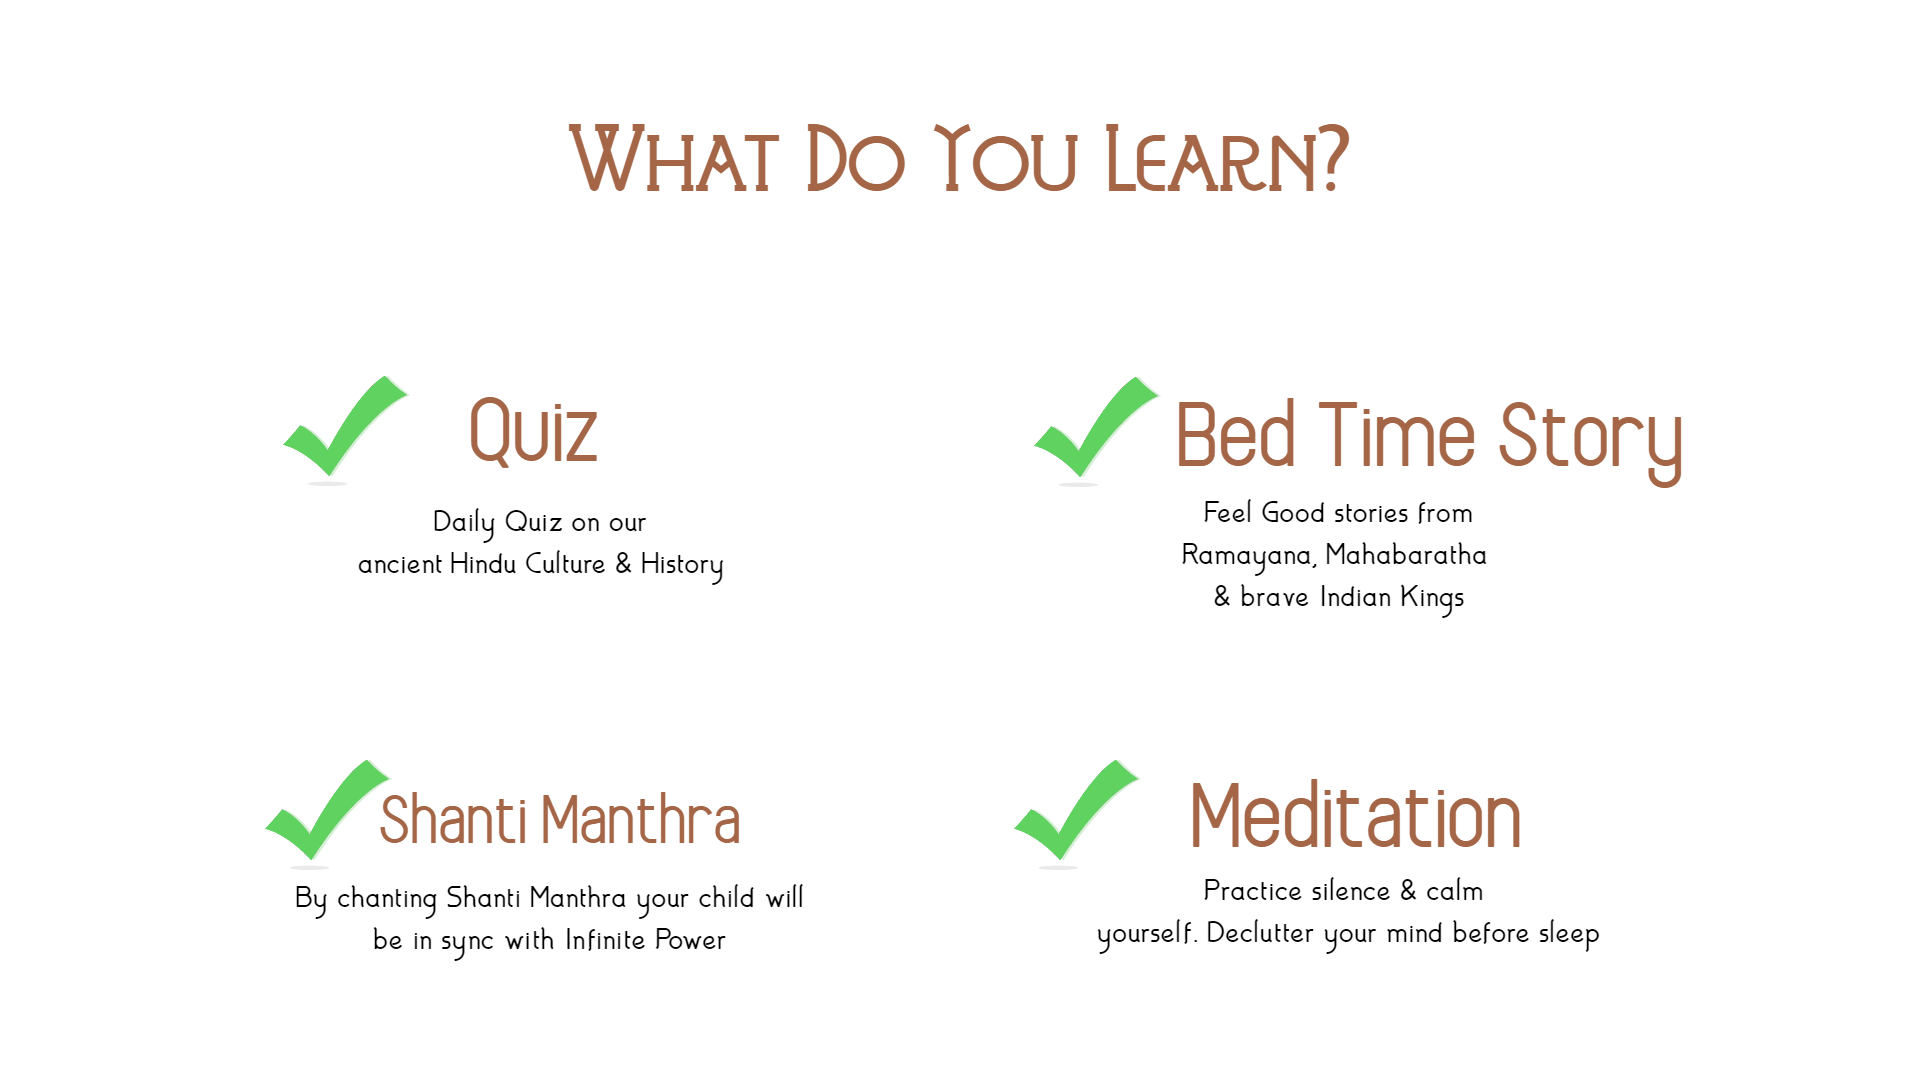 What Do You Learn?
Quiz
Daily Quiz on our
ancient Hindu Culture & History
Bed Time Story
Feel Good stories from
Ramayana, Mahabaratha
& brave Indian Kings
Shanti Manthra
By chanting Shanti Manthra your child will
be in sync with Infinite Power
Meditation
Practice silence & calm
yourself. Declutter your mind before sleep